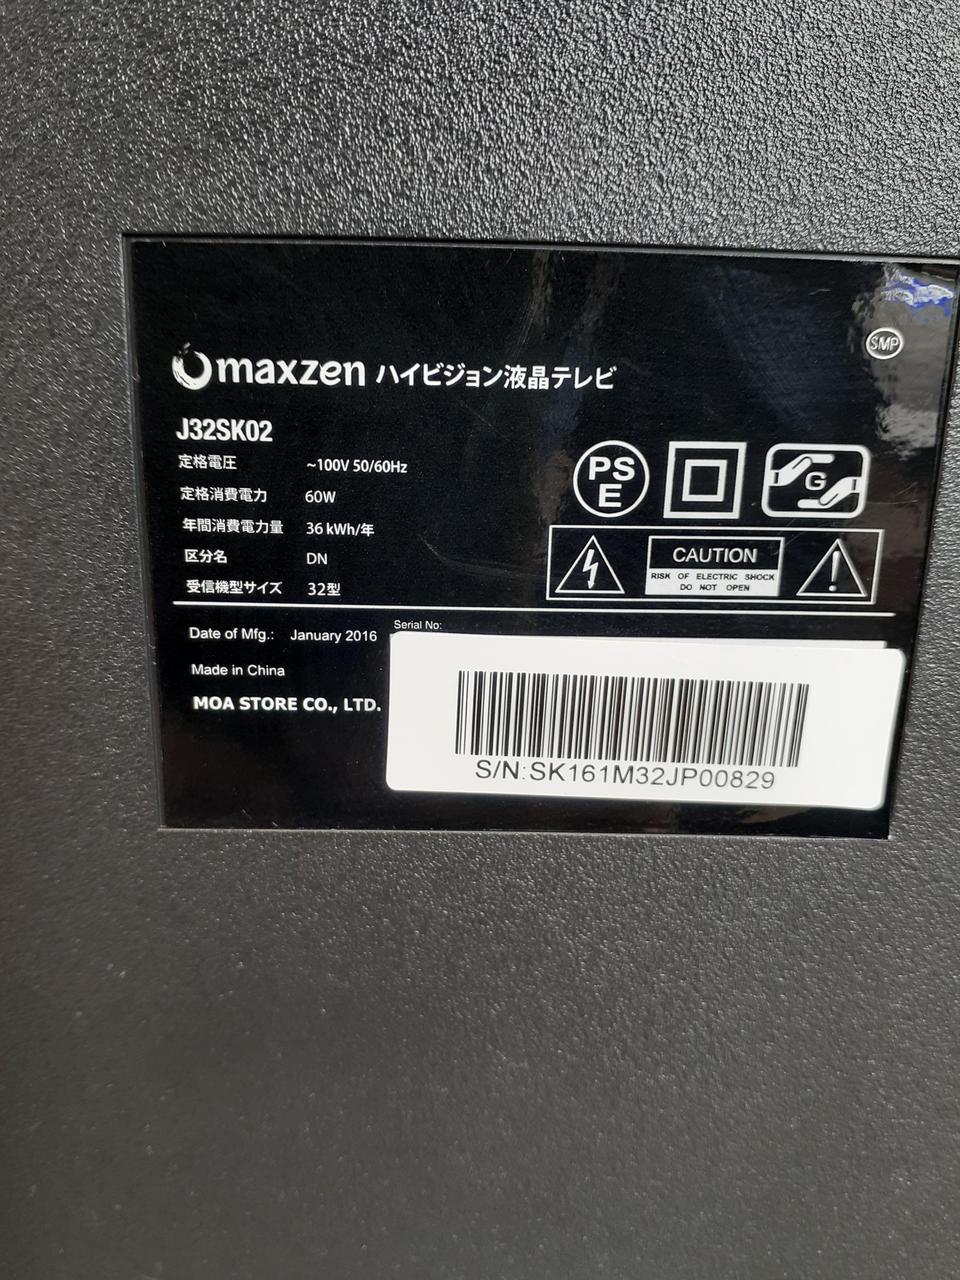 maxzen ハイビジョン液晶テレビ
SMP
J32SK02
定格電圧 ~100V 50/60Hz
定格消費電力 60W
年間消費電力量 36 kWh/年
区分名 DN
受信機型サイズ 32型
PS
E
G
CAUTION
RISK OF ELECTRIC SHOCK
DO NOT OPEN
Date of Mfg.: January 2016
Serial No:
Made in China
MOA STORE CO., LTD.
S/N:SK161M32JP00829